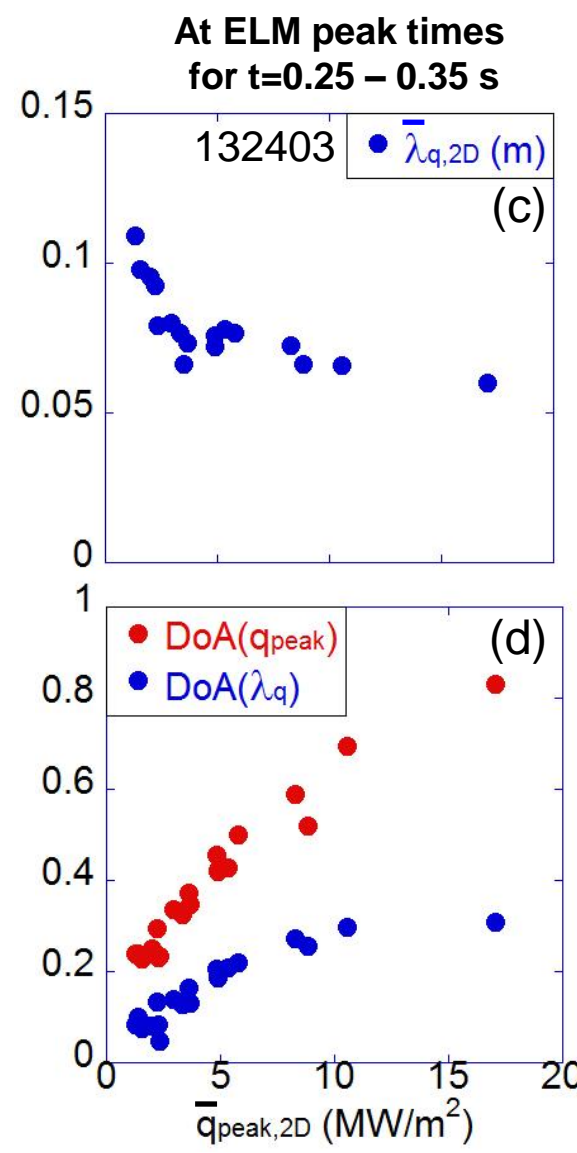 At ELM peak times
for t=0.25 – 0.35 s
0.15
132403
λ̅q,2D (m)
(c)
0.1
0.05
0
1
DoA(qpeak)
(d)
DoA(λq)
0.8
0.6
0.4
0.2
0
0 5 10 15 20
q̅peak,2D (MW/m²)